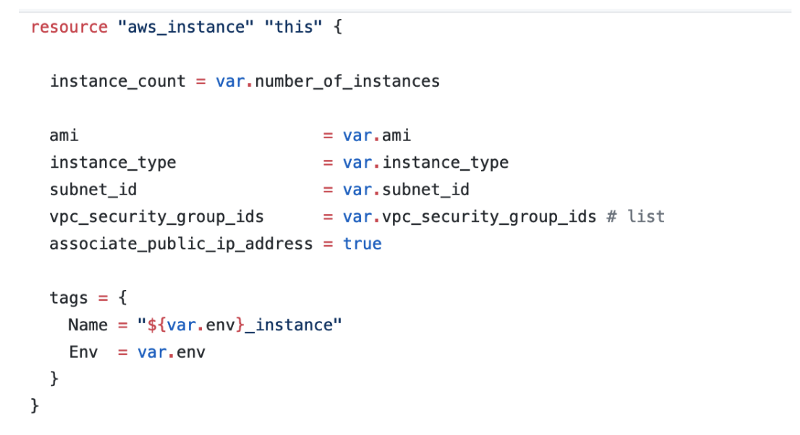 resource "aws_instance" "this" {
instance_count = var.number_of_instances
ami = var.ami
instance_type = var.instance_type
subnet_id = var.subnet_id
vpc_security_group_ids = var.vpc_security_group_ids # list
associate_public_ip_address = true
tags = {
Name = "${var.env}_instance"
Env = var.env
}
}